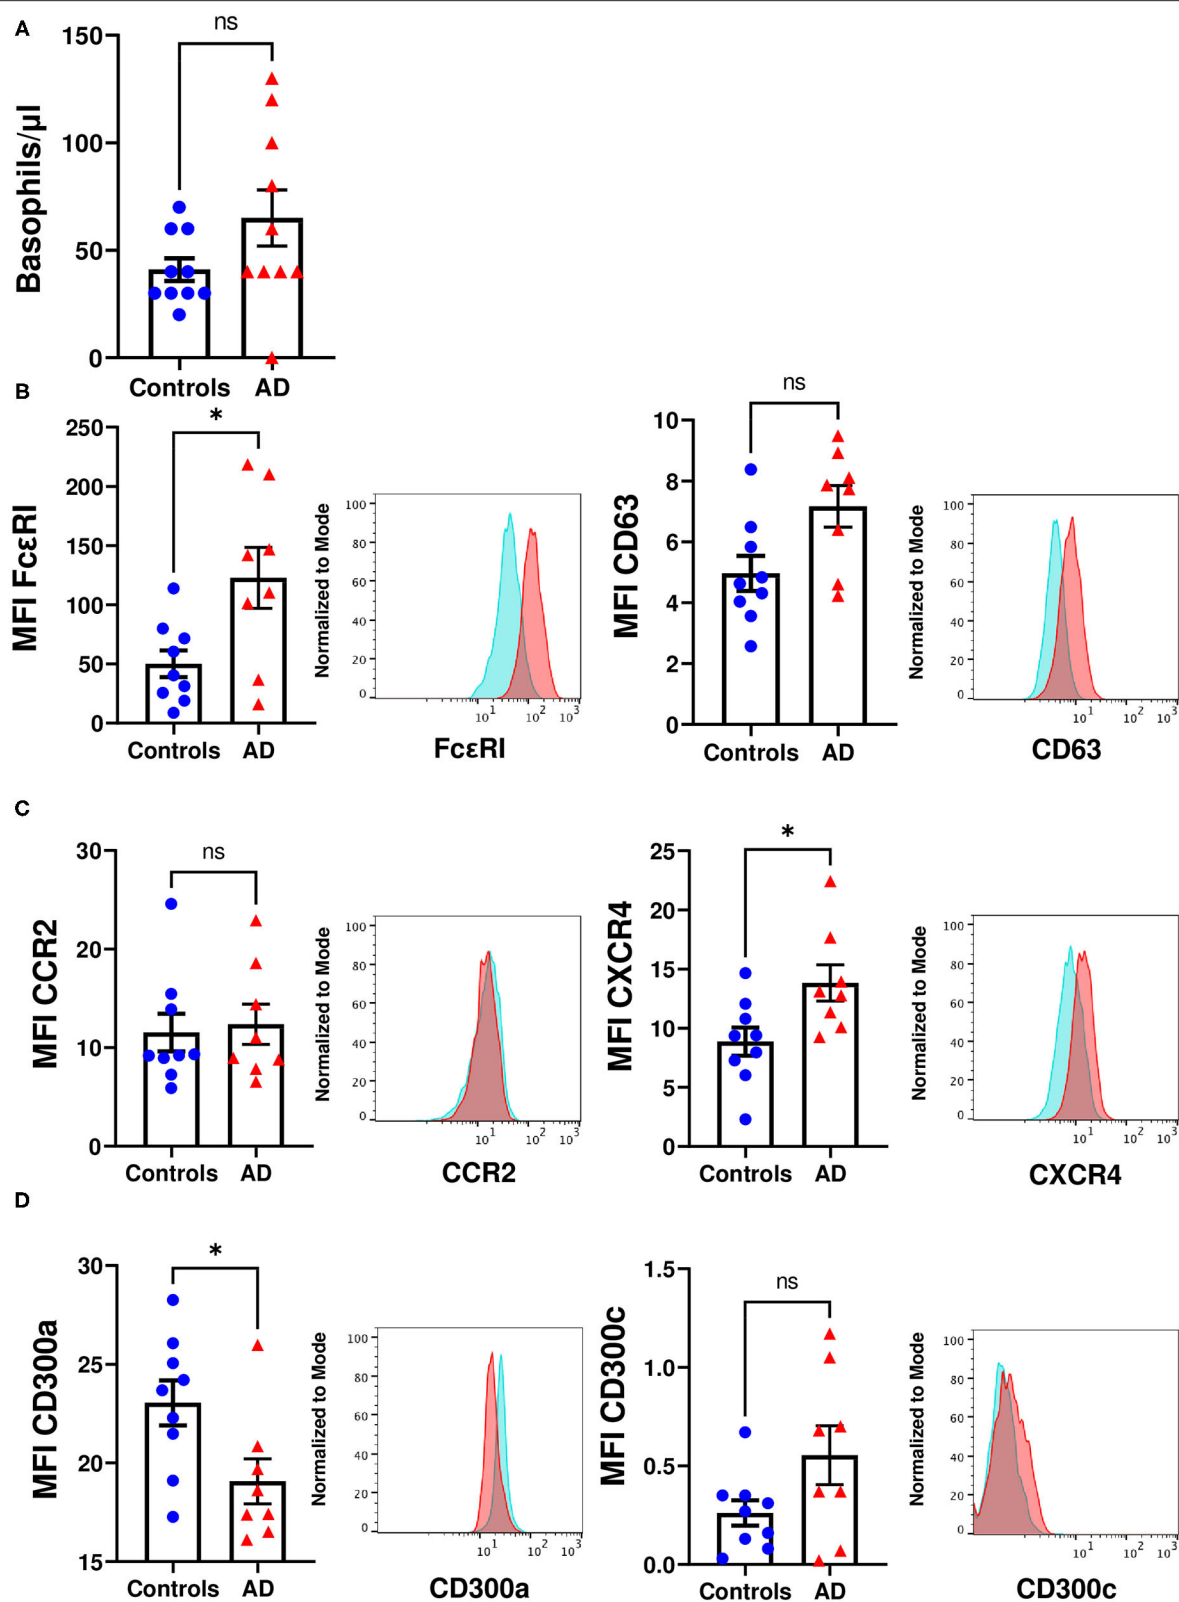 A
ns
150
100
50
0
Basophils/μl
Controls AD
B
*
250
200
150
100
50
0
MFI FcεRI
Controls AD
100
80
60
40
20
0
Normalized to Mode
10¹ 10² 10³
FcεRI
ns
10
8
6
4
2
0
MFI CD63
Controls AD
100
80
60
40
20
0
Normalized to Mode
10¹ 10² 10³
CD63
C
ns
30
20
10
0
MFI CCR2
Controls AD
100
80
60
40
20
0
Normalized to Mode
10¹ 10² 10³
CCR2
*
25
20
15
10
5
0
MFI CXCR4
Controls AD
100
80
60
40
20
0
Normalized to Mode
10¹ 10² 10³
CXCR4
D
*
30
25
20
15
MFI CD300a
Controls AD
100
80
60
40
20
0
Normalized to Mode
10¹ 10² 10³
CD300a
ns
1.5
1.0
0.5
0.0
MFI CD300c
Controls AD
100
80
60
40
20
0
Normalized to Mode
10¹ 10² 10³
CD300c